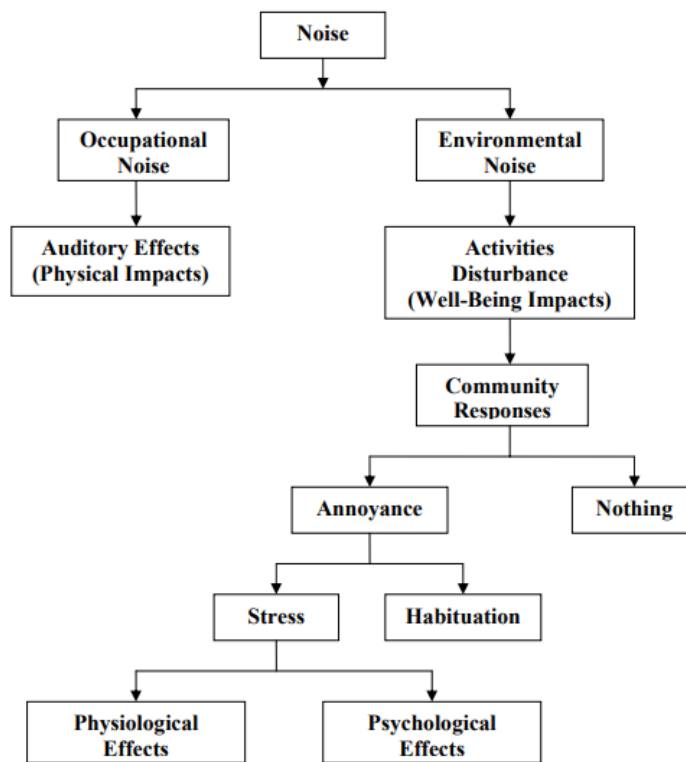 Noise
Occupational
Noise
Environmental
Noise
Auditory Effects
(Physical Impacts)
Activities
Disturbance
(Well-Being Impacts)
Community
Responses
Annoyance
Nothing
Stress
Habituation
Physiological
Effects
Psychological
Effects